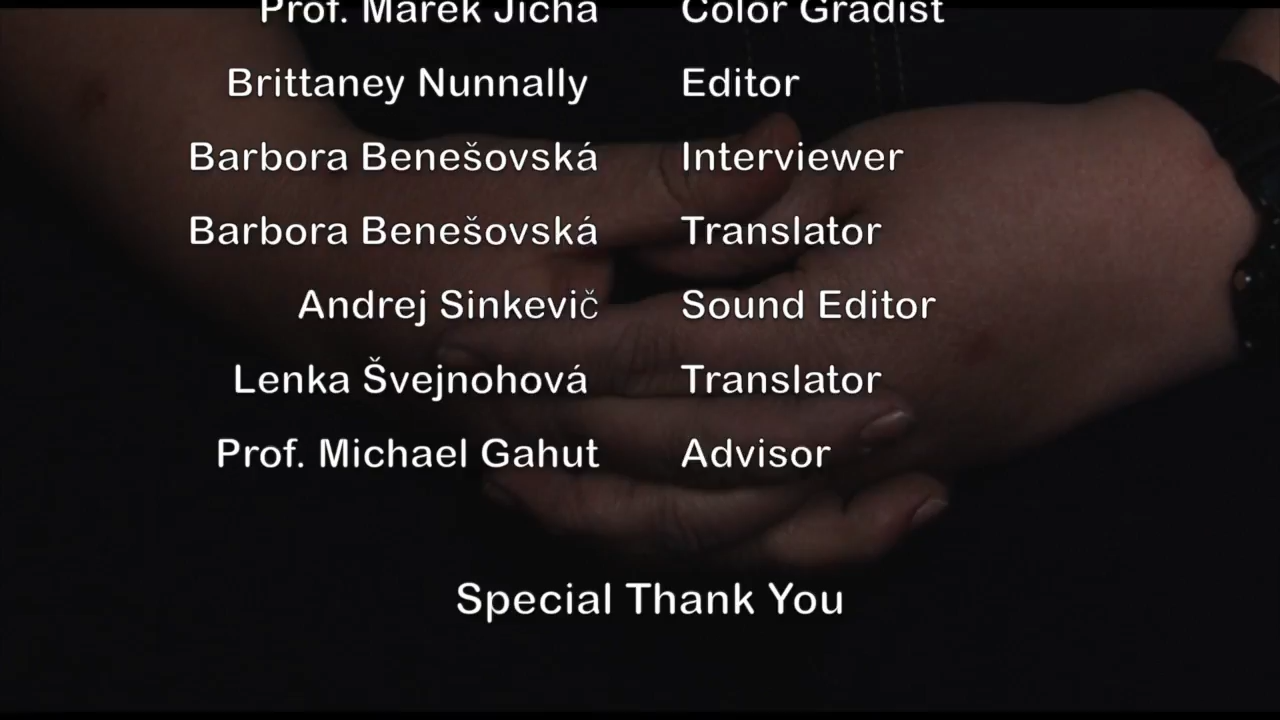 Prof. Marek Jícha Color Gradist
Brittaney Nunnally Editor
Barbora Benešovská Interviewer
Barbora Benešovská Translator
Andrej Sinkevič Sound Editor
Lenka Švejnohová Translator
Prof. Michael Gahut Advisor
Special Thank You